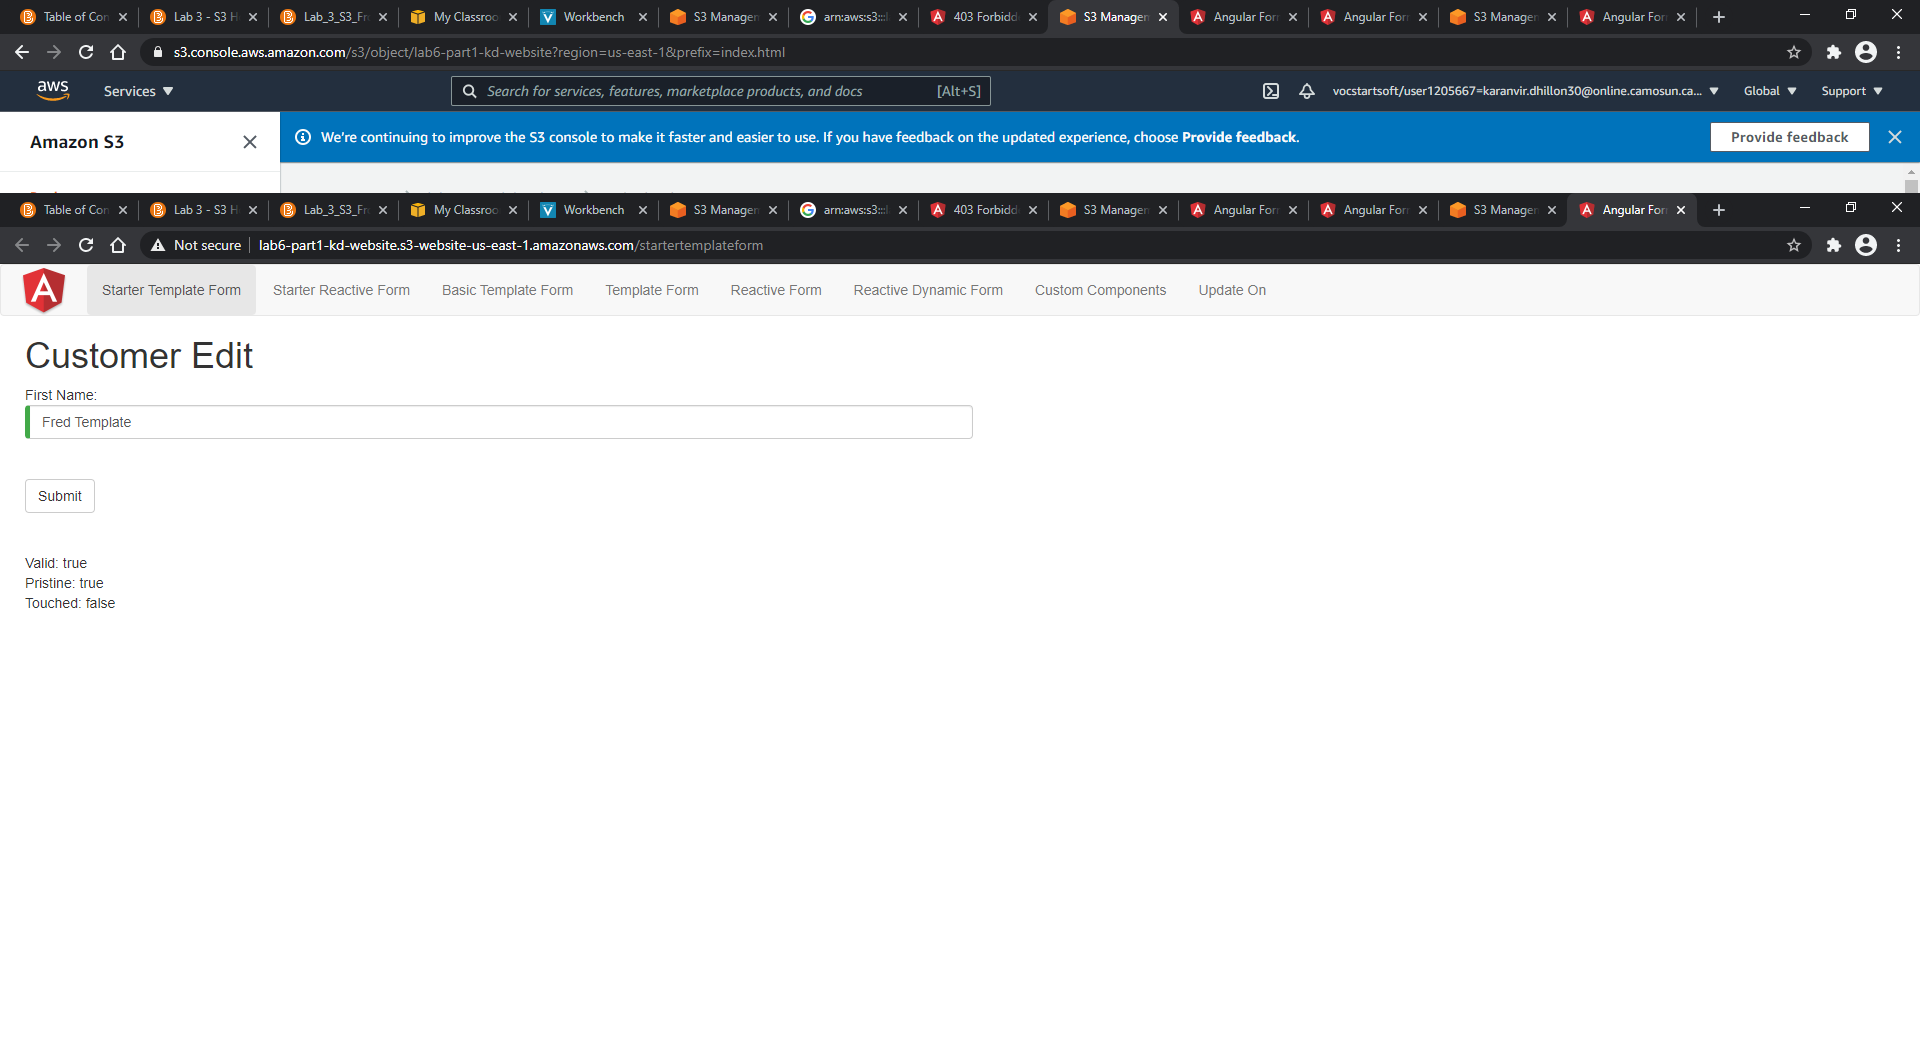 Table of Con
Lab 3 - S3 H
Lab_3_S3_Fr
My Classroo
Workbench
S3 Manager
arn:aws:s3:::
403 Forbidd
S3 Manager
Angular For
Angular For
S3 Manager
Angular For
s3.console.aws.amazon.com/s3/object/lab6-part1-kd-website?region=us-east-1&prefix=index.html
aws
Services
Search for services, features, marketplace products, and docs
[Alt+S]
vocstartsoft/user1205667=karanvir.dhillon30@online.camosun.ca...
Global
Support
Amazon S3
We're continuing to improve the S3 console to make it faster and easier to use. If you have feedback on the updated experience, choose Provide feedback.
Provide feedback
Table of Con
Lab 3 - S3 H
Lab_3_S3_Fr
My Classroo
Workbench
S3 Manager
arn:aws:s3:::
403 Forbidd
S3 Manager
Angular For
Angular For
S3 Manager
Angular For
Not secure
lab6-part1-kd-website.s3-website-us-east-1.amazonaws.com/startertemplateform
Starter Template Form
Starter Reactive Form
Basic Template Form
Template Form
Reactive Form
Reactive Dynamic Form
Custom Components
Update On
Customer Edit
First Name:
Fred Template
Submit
Valid: true
Pristine: true
Touched: false